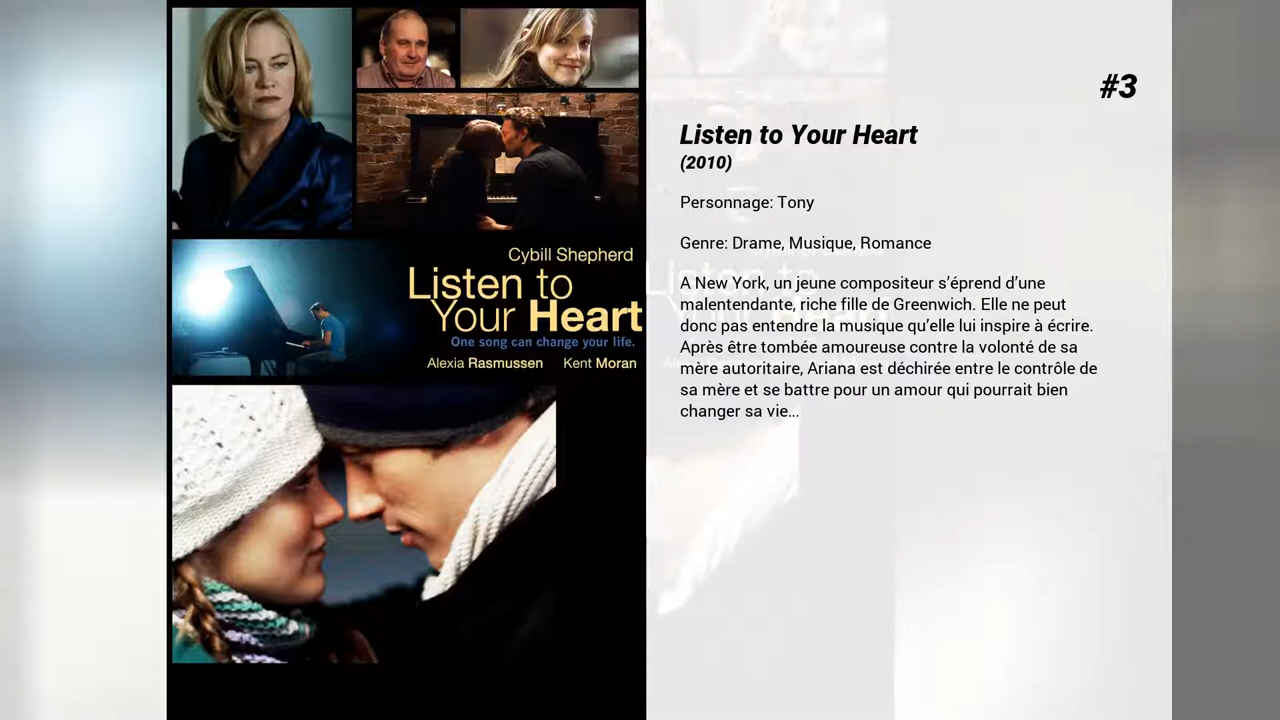 Cybill Shepherd
Listen to
Your Heart
One song can change your life.
Alexia Rasmussen Kent Moran
#3
Listen to Your Heart
(2010)
Personnage: Tony
Genre: Drame, Musique, Romance
A New York, un jeune compositeur s’éprend d’une
malentendante, riche fille de Greenwich. Elle ne peut
donc pas entendre la musique qu’elle lui inspire à écrire.
Après être tombée amoureuse contre la volonté de sa
mère autoritaire, Ariana est déchirée entre le contrôle de
sa mère et se battre pour un amour qui pourrait bien
changer sa vie...